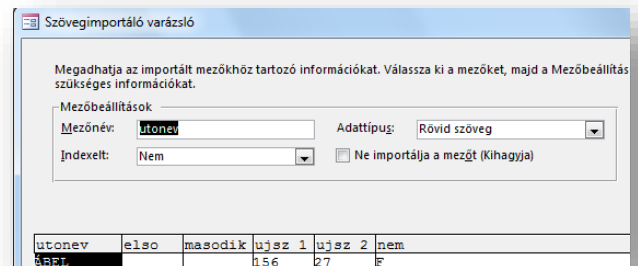 Szövegimportáló varázsló
Megadhatja az importált mezőkhöz tartozó információkat. Válassza ki a mezőket, majd a Mezőbeállítás
szükséges információkat.
Mezőbeállítások
Mezőnév: utonev Adattípus: Rövid szöveg
Indexelt: Nem Ne importálja a mezőt (Kihagyja)
utonev elso masodik ujsz 1 ujsz 2 nem
ÁBEL 156 27 F